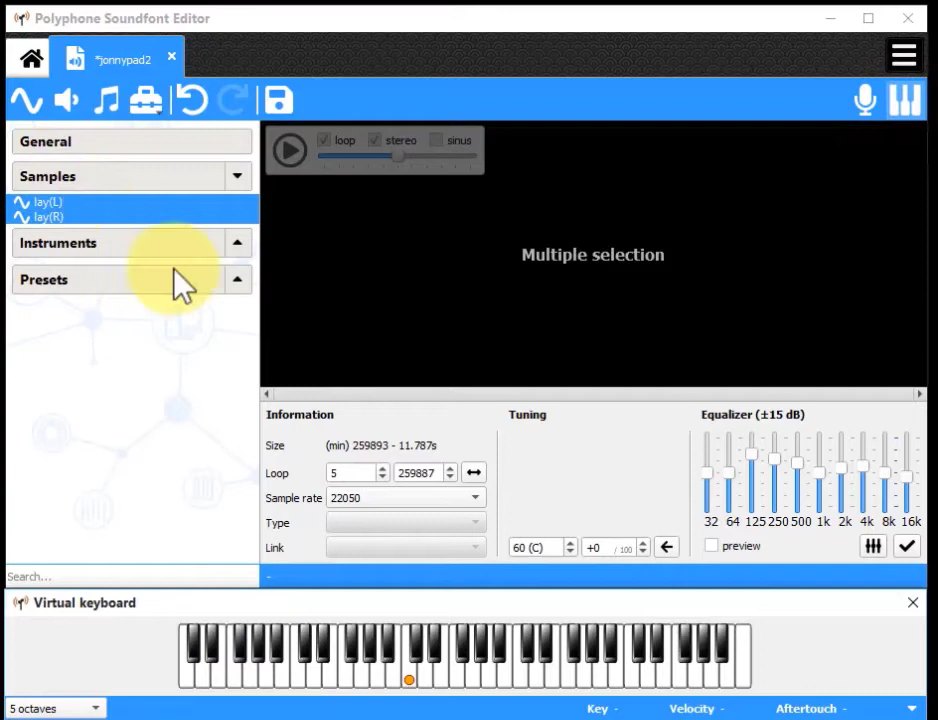 Polyphone Soundfont Editor
*jonnypad2
General
Samples
lay(L)
lay(R)
Instruments
Presets
loop stereo sinus
Multiple selection
Information
Size (min) 259893 - 11.787s
Loop 5 259887
Sample rate 22050
Type
Link
Tuning
60 (C) +0 / 100
Equalizer (±15 dB)
32 64 125 250 500 1k 2k 4k 8k 16k
preview
Search...
-
Virtual keyboard
5 octaves
Key - Velocity - Aftertouch -